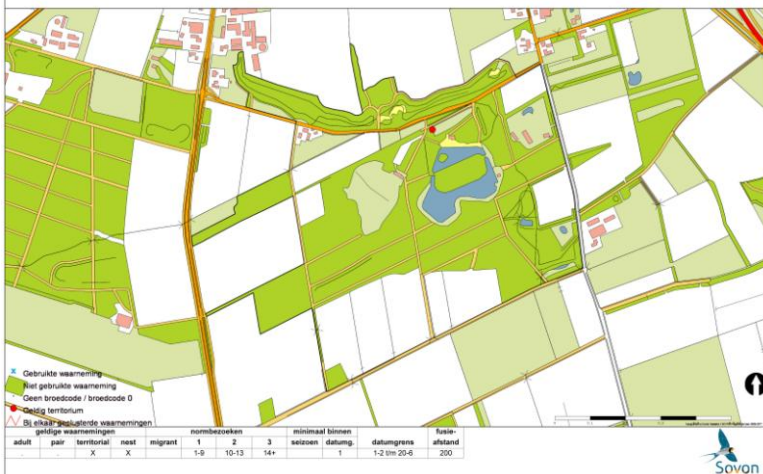 Gebruikte waarneming
Niet gebruikte waarneming
Geen broedcode / broedcode 0
Geldig territorium
Bij elkaar geclusterde waarnemingen
geldige waarnemingen normbezoeken minimaal binnen fusie-
adult pair territorial nest migrant 1 2 3 seizoen datumg. datumgrens afstand
. . X X 1-9 10-13 14+ 1 1-2 t/m 20-6 200
Sovon